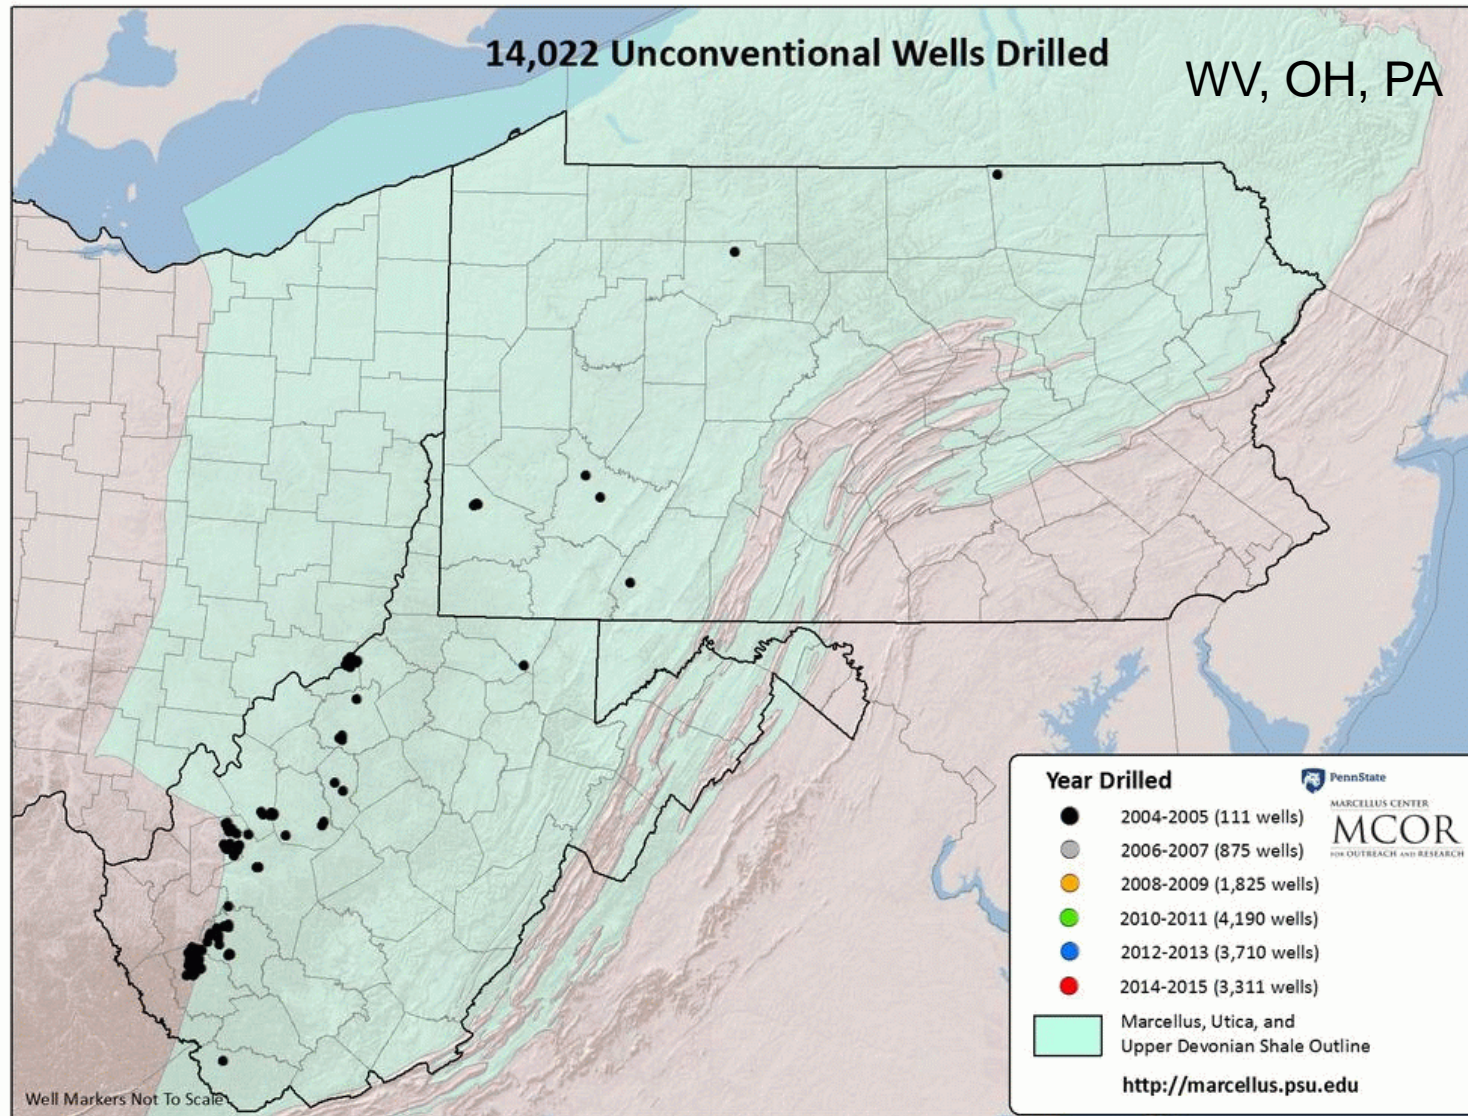 14,022 Unconventional Wells Drilled
WV, OH, PA
Year Drilled
PennState
2004-2005 (111 wells)
2006-2007 (875 wells)
2008-2009 (1,825 wells)
2010-2011 (4,190 wells)
2012-2013 (3,710 wells)
2014-2015 (3,311 wells)
MARCELLUS CENTER
MCOR
FOR OUTREACH AND RESEARCH
Marcellus, Utica, and
Upper Devonian Shale Outline
http://marcellus.psu.edu
Well Markers Not To Scale